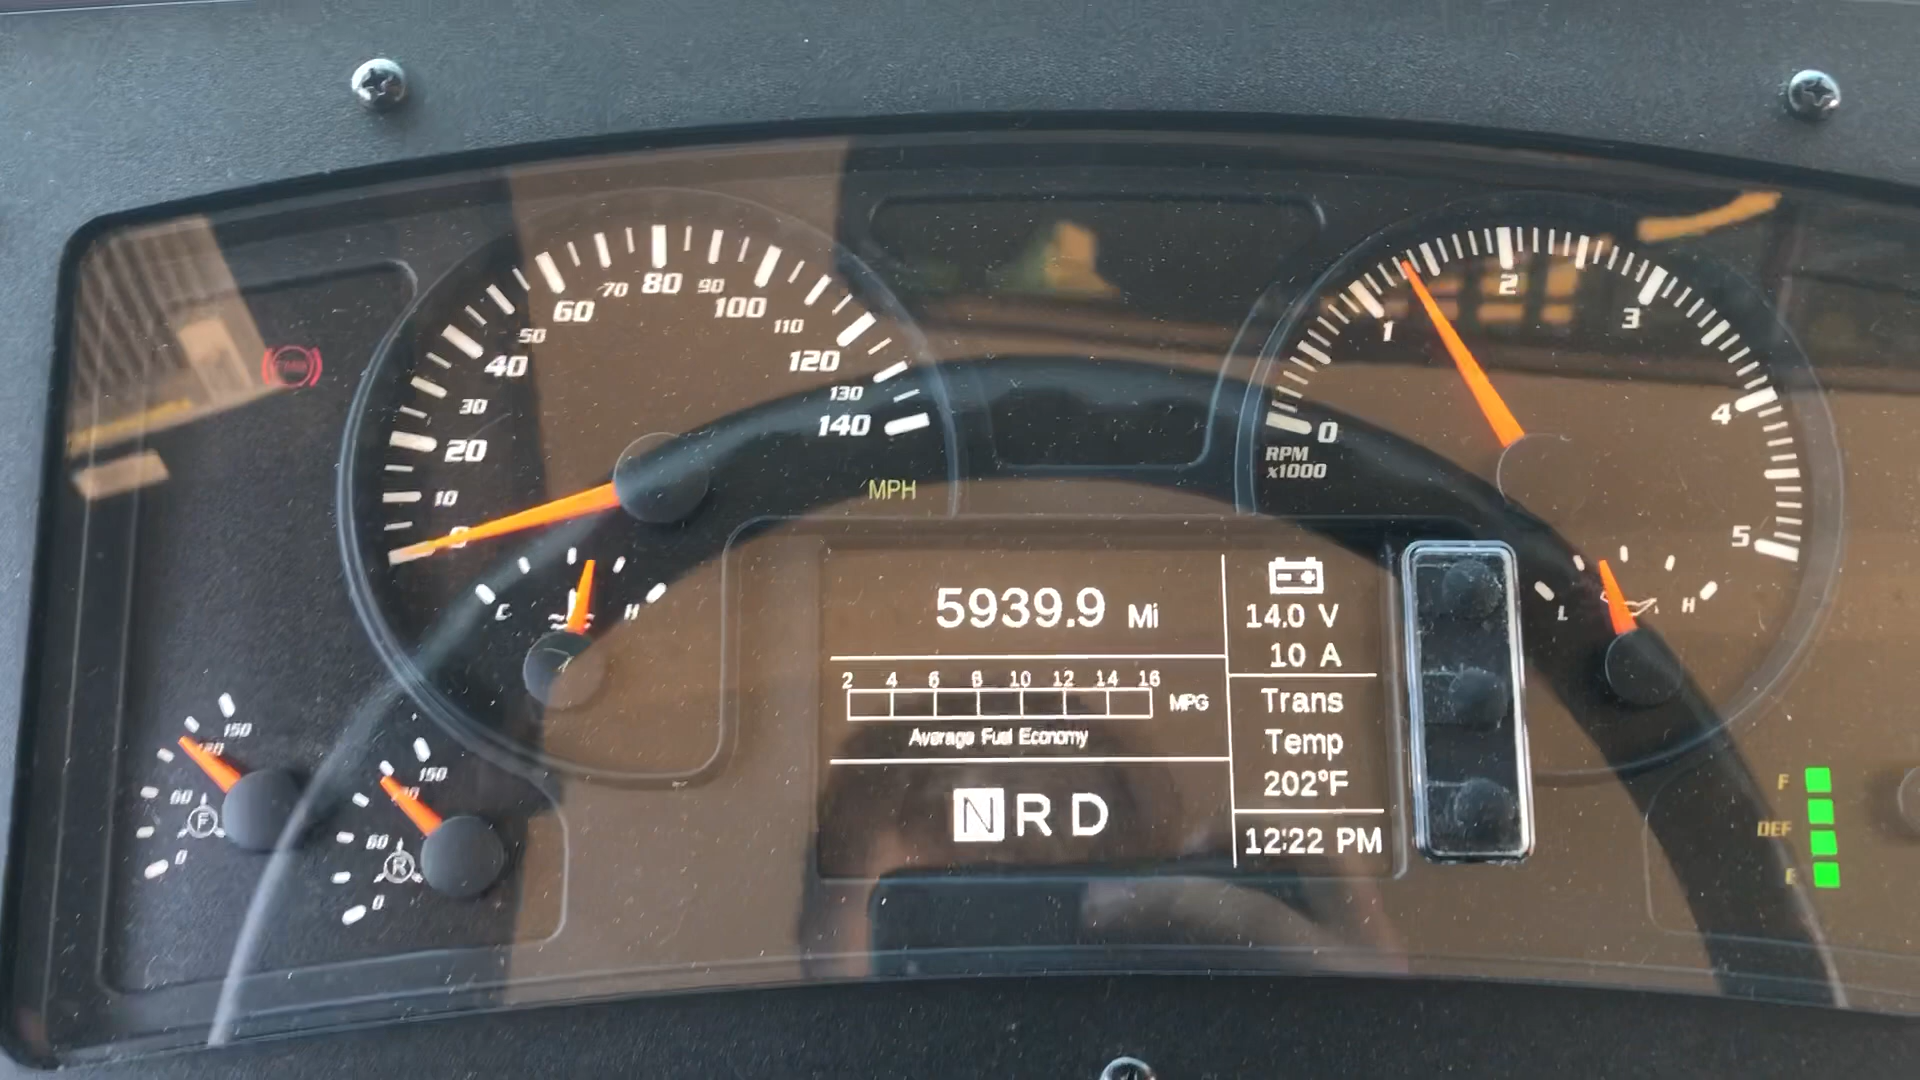 80
70
90
60
100
50
110
40
120
30
130
20
140
10
MPH
0
C
H
1
2
3
4
5
0
RPM
x1000
L
H
5939.9 Mi
2 4 6 8 10 12 14 16
MPG
Average Fuel Economy
N R D
14.0 V
10 A
Trans
Temp
202°F
12:22 PM
150
120
60
F
0
150
60
R
0
F
DEF
E